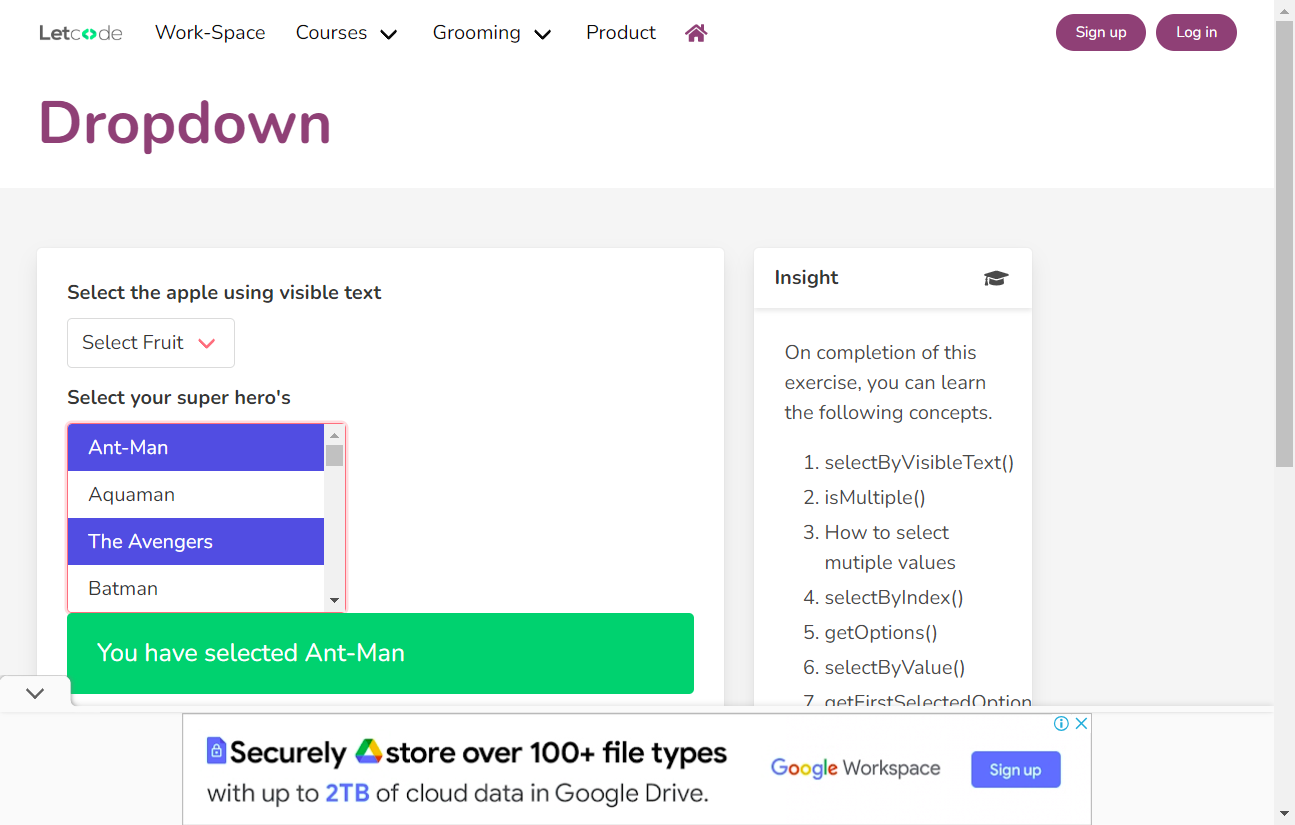 Letcode Work-Space Courses Grooming Product Sign up Log in
Dropdown
Select the apple using visible text
Select Fruit
Select your super hero's
Ant-Man
Aquaman
The Avengers
Batman
You have selected Ant-Man
Insight
On completion of this
exercise, you can learn
the following concepts.
1. selectByVisibleText()
2. isMultiple()
3. How to select
mutiple values
4. selectByIndex()
5. getOptions()
6. selectByValue()
7. getFirstSelectedOption
Securely store over 100+ file types
with up to 2TB of cloud data in Google Drive.
Google Workspace
Sign up